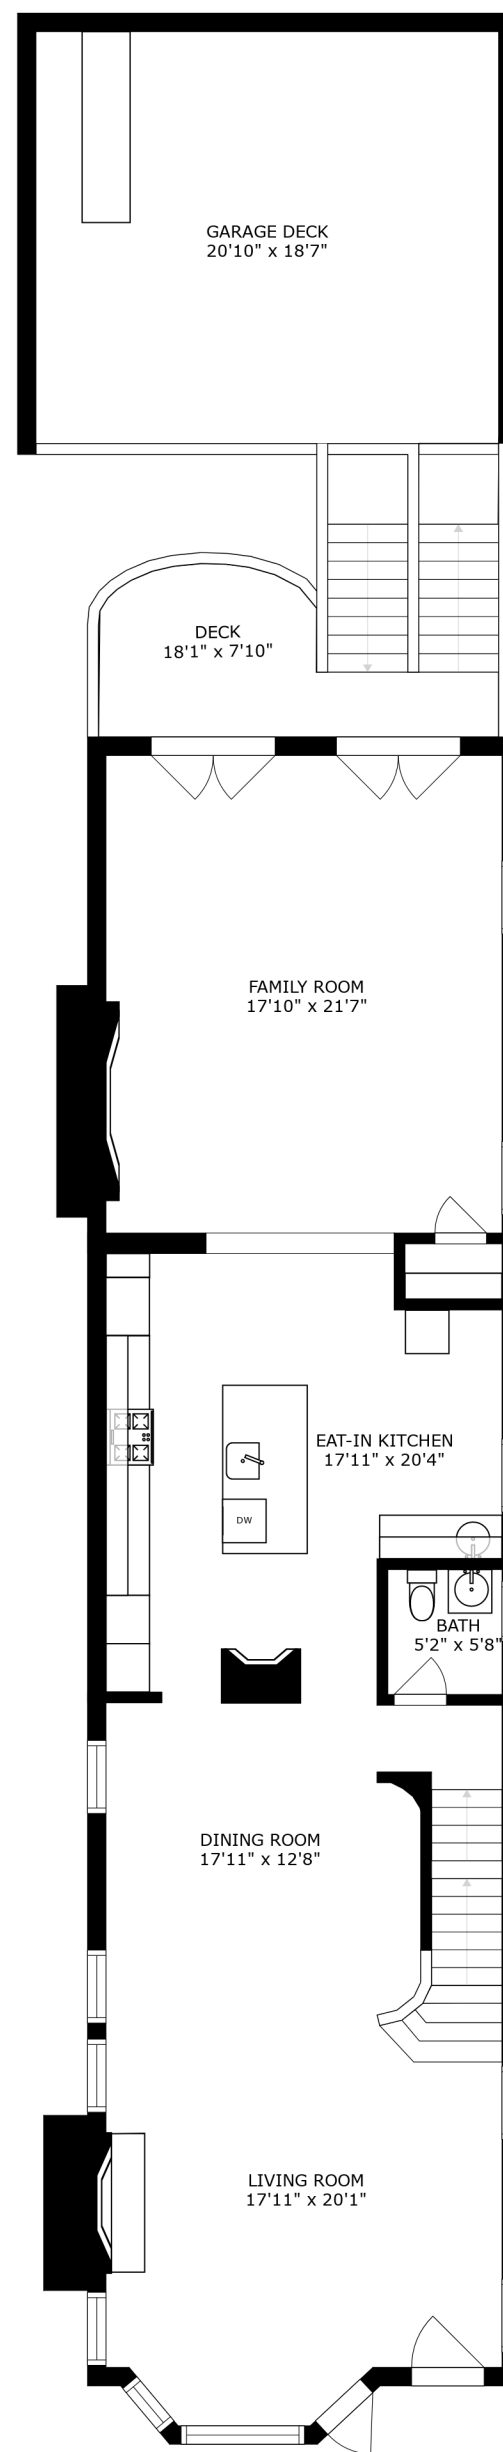 GARAGE DECK
20'10" x 18'7"
DECK
18'1" x 7'10"
FAMILY ROOM
17'10" x 21'7"
EAT-IN KITCHEN
17'11" x 20'4"
DW
BATH
5'2" x 5'8"
DINING ROOM
17'11" x 12'8"
LIVING ROOM
17'11" x 20'1"